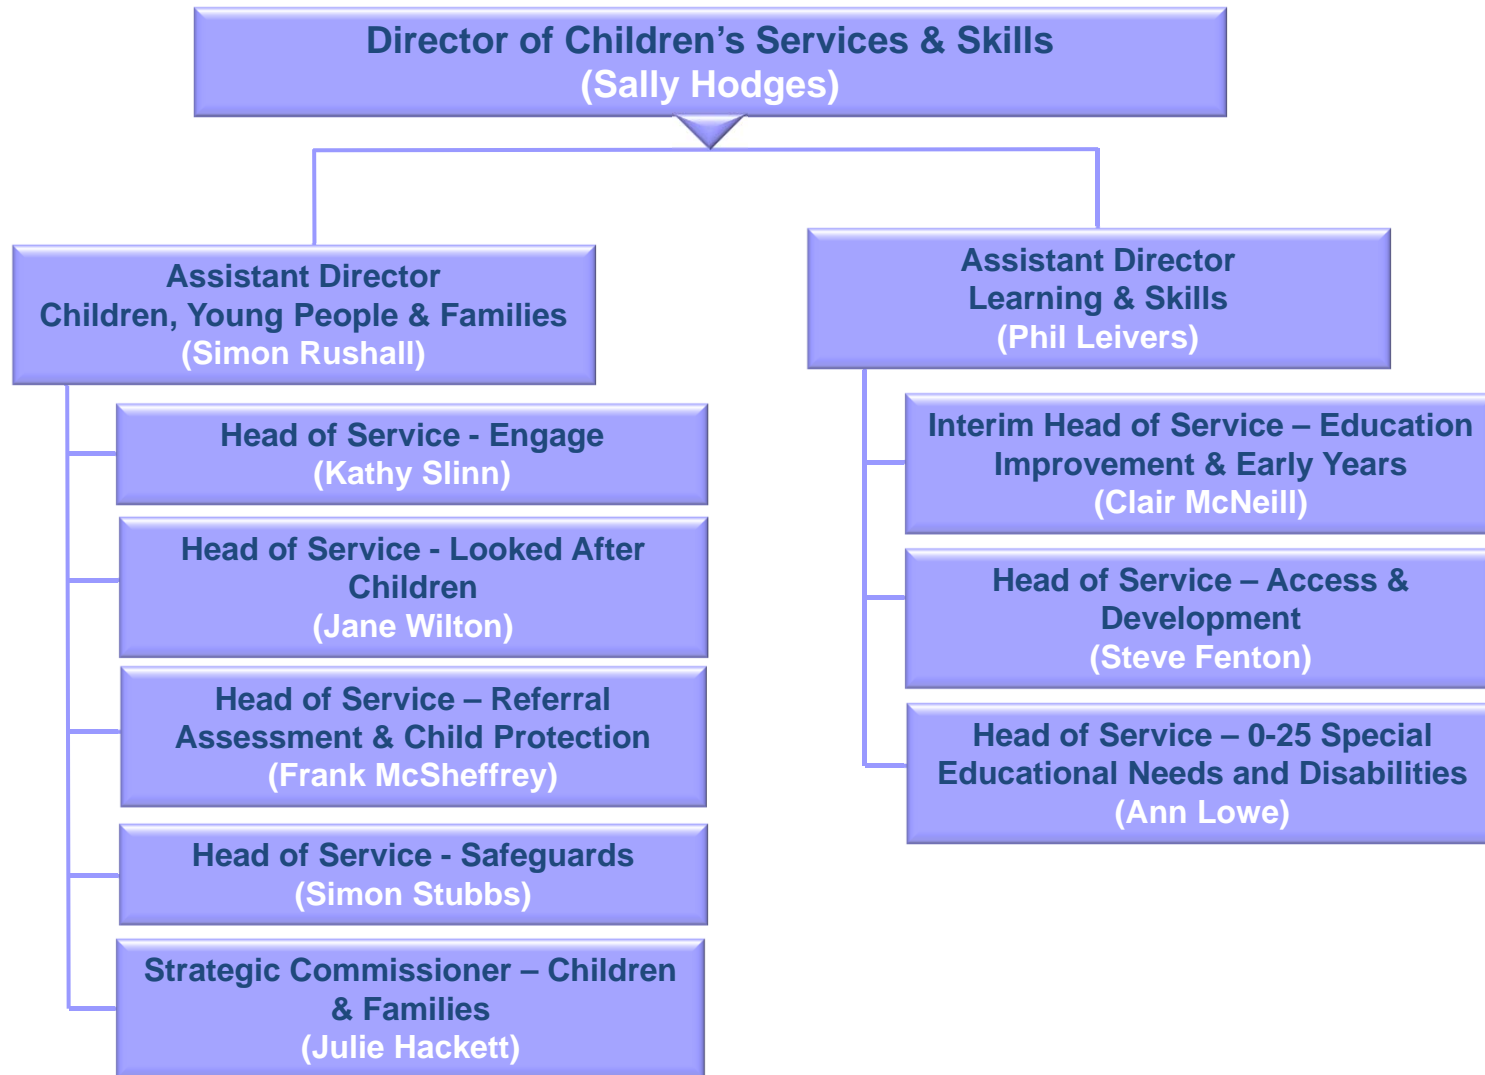 Director of Children’s Services & Skills
(Sally Hodges)
Assistant Director
Children, Young People & Families
(Simon Rushall)
Head of Service - Engage
(Kathy Slinn)
Head of Service - Looked After
Children
(Jane Wilton)
Head of Service – Referral
Assessment & Child Protection
(Frank McSheffrey)
Head of Service - Safeguards
(Simon Stubbs)
Strategic Commissioner – Children
& Families
(Julie Hackett)
Assistant Director
Learning & Skills
(Phil Leivers)
Interim Head of Service – Education
Improvement & Early Years
(Clair McNeill)
Head of Service – Access &
Development
(Steve Fenton)
Head of Service – 0-25 Special
Educational Needs and Disabilities
(Ann Lowe)